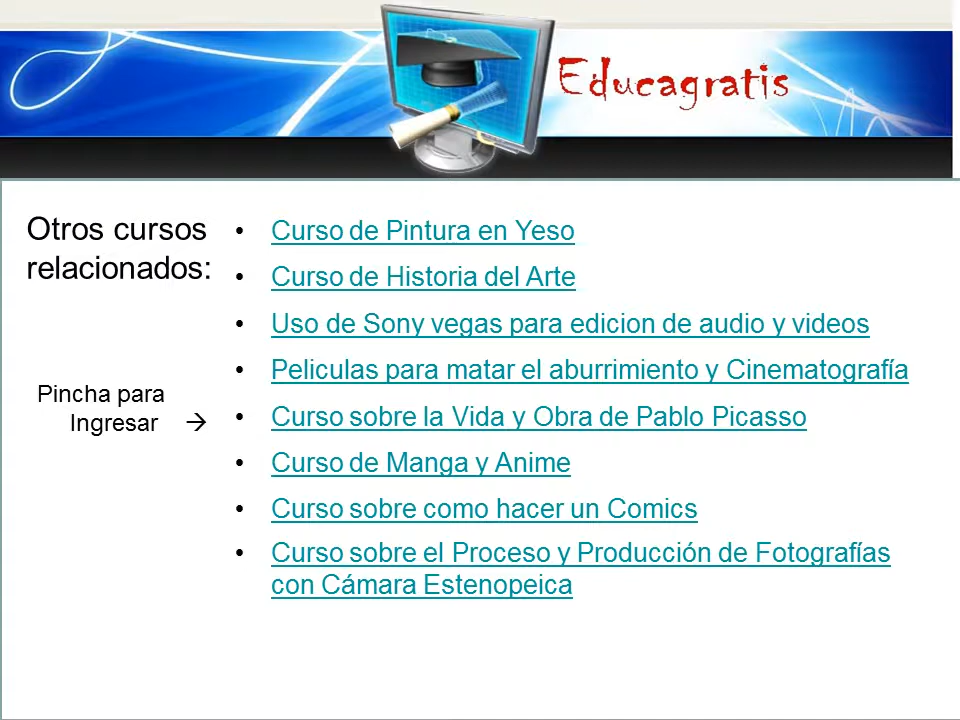 Educagratis
Otros cursos
relacionados:
Pincha para
Ingresar →
• Curso de Pintura en Yeso
• Curso de Historia del Arte
• Uso de Sony vegas para edicion de audio y videos
• Peliculas para matar el aburrimiento y Cinematografía
• Curso sobre la Vida y Obra de Pablo Picasso
• Curso de Manga y Anime
• Curso sobre como hacer un Comics
• Curso sobre el Proceso y Producción de Fotografías
con Cámara Estenopeica